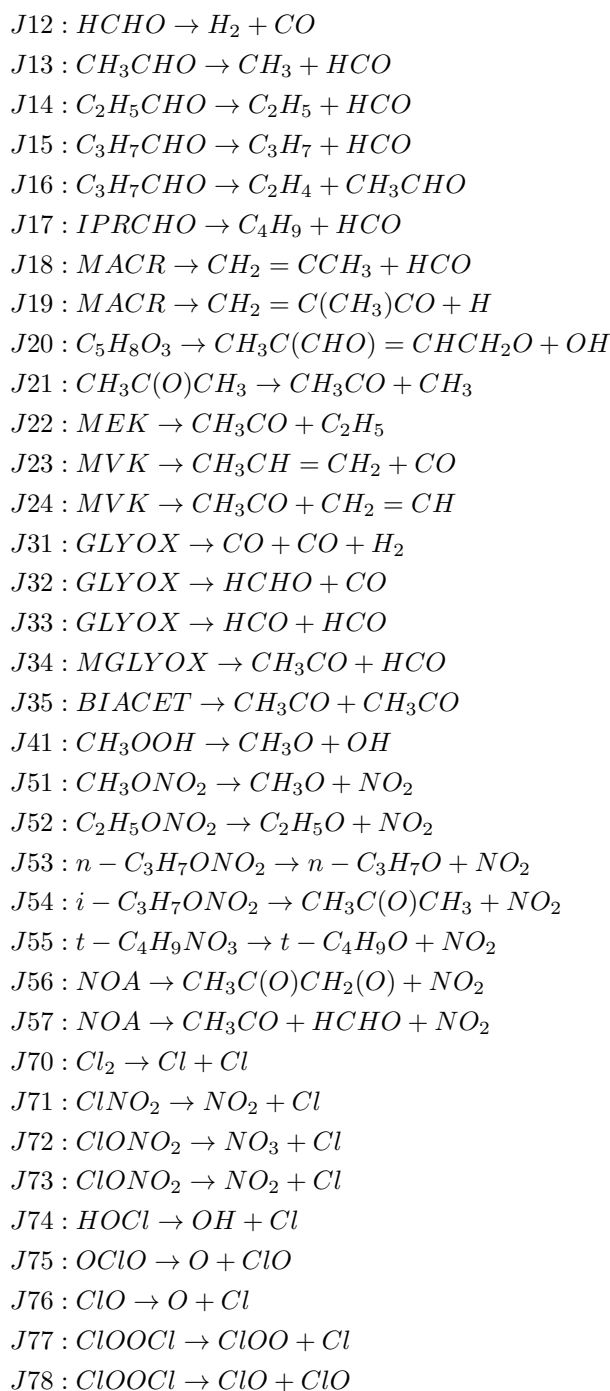 J12 : HCHO → H₂ + CO
J13 : CH₃CHO → CH₃ + HCO
J14 : C₂H₅CHO → C₂H₅ + HCO
J15 : C₃H₇CHO → C₃H₇ + HCO
J16 : C₃H₇CHO → C₂H₄ + CH₃CHO
J17 : IPRCHO → C₄H₉ + HCO
J18 : MACR → CH₂ = CCH₃ + HCO
J19 : MACR → CH₂ = C(CH₃)CO + H
J20 : C₅H₈O₃ → CH₃C(CHO) = CHCH₂O + OH
J21 : CH₃C(O)CH₃ → CH₃CO + CH₃
J22 : MEK → CH₃CO + C₂H₅
J23 : MVK → CH₃CH = CH₂ + CO
J24 : MVK → CH₃CO + CH₂ = CH
J31 : GLYOX → CO + CO + H₂
J32 : GLYOX → HCHO + CO
J33 : GLYOX → HCO + HCO
J34 : MGLYOX → CH₃CO + HCO
J35 : BIACET → CH₃CO + CH₃CO
J41 : CH₃OOH → CH₃O + OH
J51 : CH₃ONO₂ → CH₃O + NO₂
J52 : C₂H₅ONO₂ → C₂H₅O + NO₂
J53 : n − C₃H₇ONO₂ → n − C₃H₇O + NO₂
J54 : i − C₃H₇ONO₂ → CH₃C(O)CH₃ + NO₂
J55 : t − C₄H₉NO₃ → t − C₄H₉O + NO₂
J56 : NOA → CH₃C(O)CH₂(O) + NO₂
J57 : NOA → CH₃CO + HCHO + NO₂
J70 : Cl₂ → Cl + Cl
J71 : ClNO₂ → NO₂ + Cl
J72 : ClONO₂ → NO₃ + Cl
J73 : ClONO₂ → NO₂ + Cl
J74 : HOCl → OH + Cl
J75 : OClO → O + ClO
J76 : ClO → O + Cl
J77 : ClOOCl → ClOO + Cl
J78 : ClOOCl → ClO + ClO